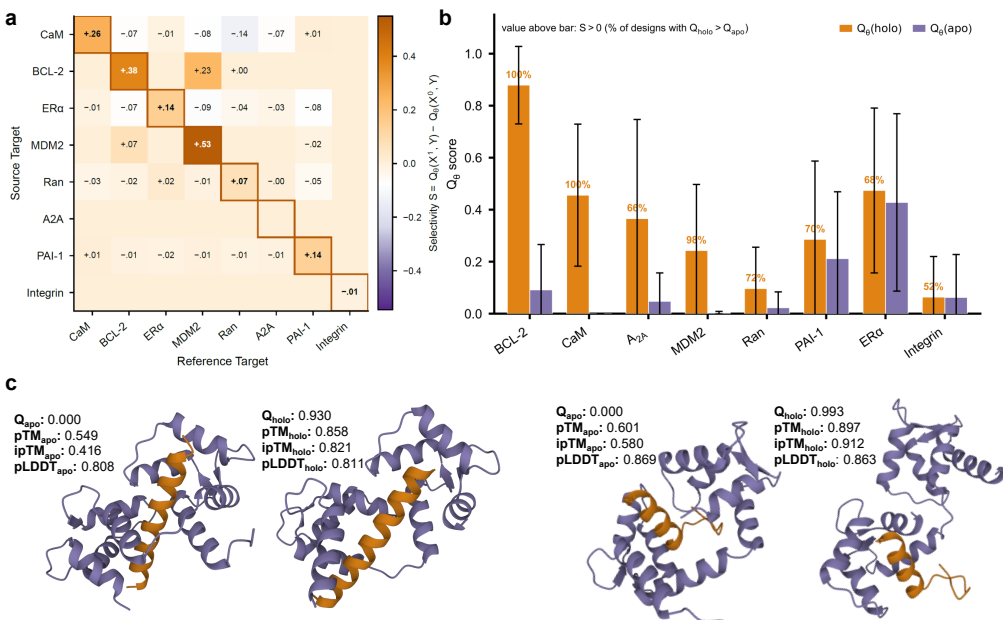 a
Source Target
CaM +.26 −.07 −.01 −.08 −.14 −.07 +.01
BCL-2 +.38 +.23 +.00
ERα −.01 −.07 +.14 −.09 −.04 −.03 −.08
MDM2 +.07 +.53 −.02
Ran −.03 −.02 +.02 −.01 +.07 −.00 −.05
A2A
PAI-1 +.01 −.01 −.01 −.02 +.01 +.14
Integrin −.01
CaM BCL-2 ERα MDM2 Ran A2A PAI-1 Integrin
Reference Target
0.4
0.2
0.0
−0.2
−0.4
Selectivity S = Qθ(X¹, Y) − Qθ(X⁰, Y)
b
value above bar: S > 0 (% of designs with Qholo > Qapo)
Qθ(holo) Qθ(apo)
Qθ score
1.0
0.8
0.6
0.4
0.2
0.0
100% 100% 66% 98% 72% 70% 68% 52%
BCL-2 CaM A2A MDM2 Ran PAI-1 ERα Integrin
c
Qapo: 0.000
pTMapo: 0.549
ipTMapo: 0.416
pLDDTapo: 0.808
Qholo: 0.930
pTMholo: 0.858
ipTMholo: 0.821
pLDDTholo: 0.811
Qapo: 0.000
pTMapo: 0.601
ipTMapo: 0.580
pLDDTapo: 0.869
Qholo: 0.993
pTMholo: 0.897
ipTMholo: 0.912
pLDDTholo: 0.863